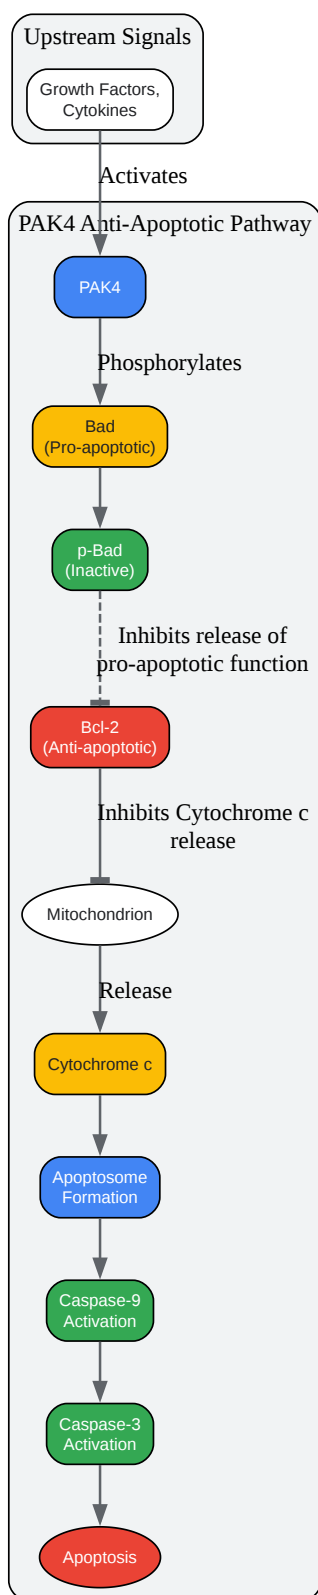 Upstream Signals
Growth Factors,
Cytokines
Activates
PAK4 Anti-Apoptotic Pathway
PAK4
Phosphorylates
Bad
(Pro-apoptotic)
p-Bad
(Inactive)
Inhibits release of
pro-apoptotic function
Bcl-2
(Anti-apoptotic)
Inhibits Cytochrome c
release
Mitochondrion
Release
Cytochrome c
Apoptosome
Formation
Caspase-9
Activation
Caspase-3
Activation
Apoptosis